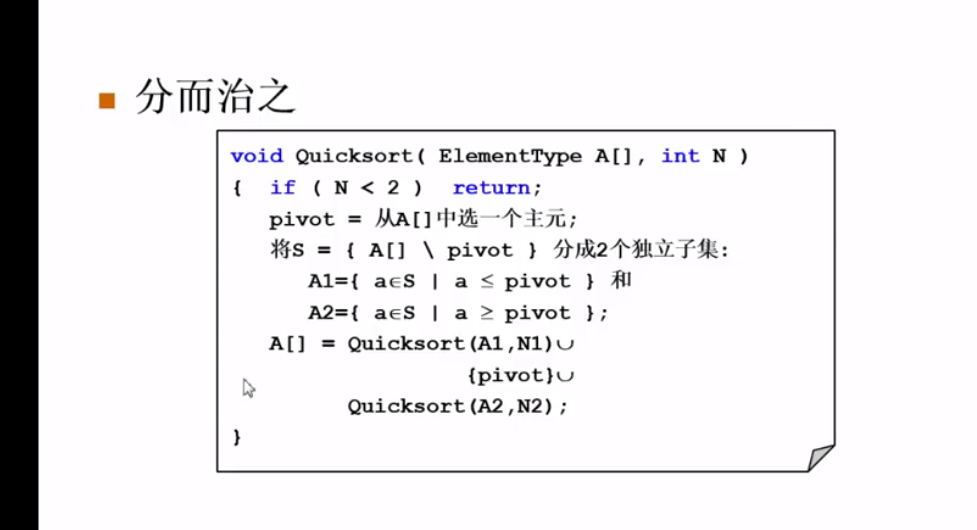 分而治之
void Quicksort( ElementType A[], int N )
{ if ( N < 2 ) return;
pivot = 从A[]中选一个主元;
将S = { A[] \ pivot } 分成2个独立子集:
A1={ a∈S | a ≤ pivot } 和
A2={ a∈S | a ≥ pivot };
A[] = Quicksort(A1,N1)∪
{pivot}∪
Quicksort(A2,N2);
}